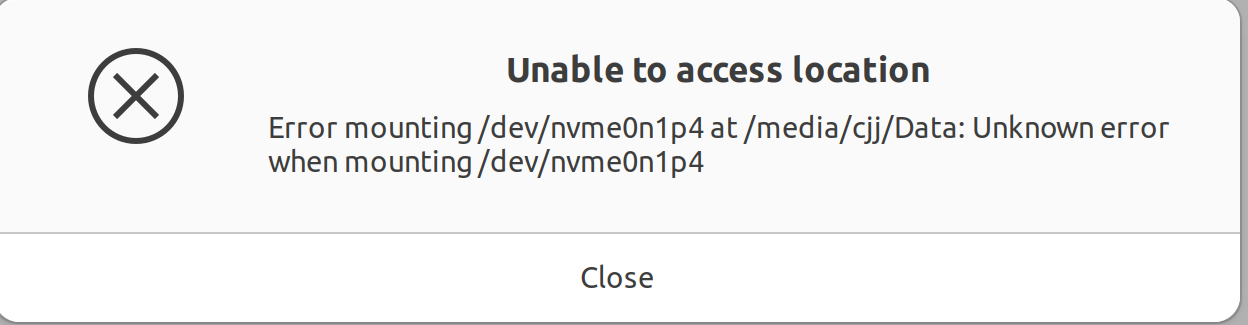 Unable to access location
Error mounting /dev/nvme0n1p4 at /media/cjj/Data: Unknown error
when mounting /dev/nvme0n1p4
Close